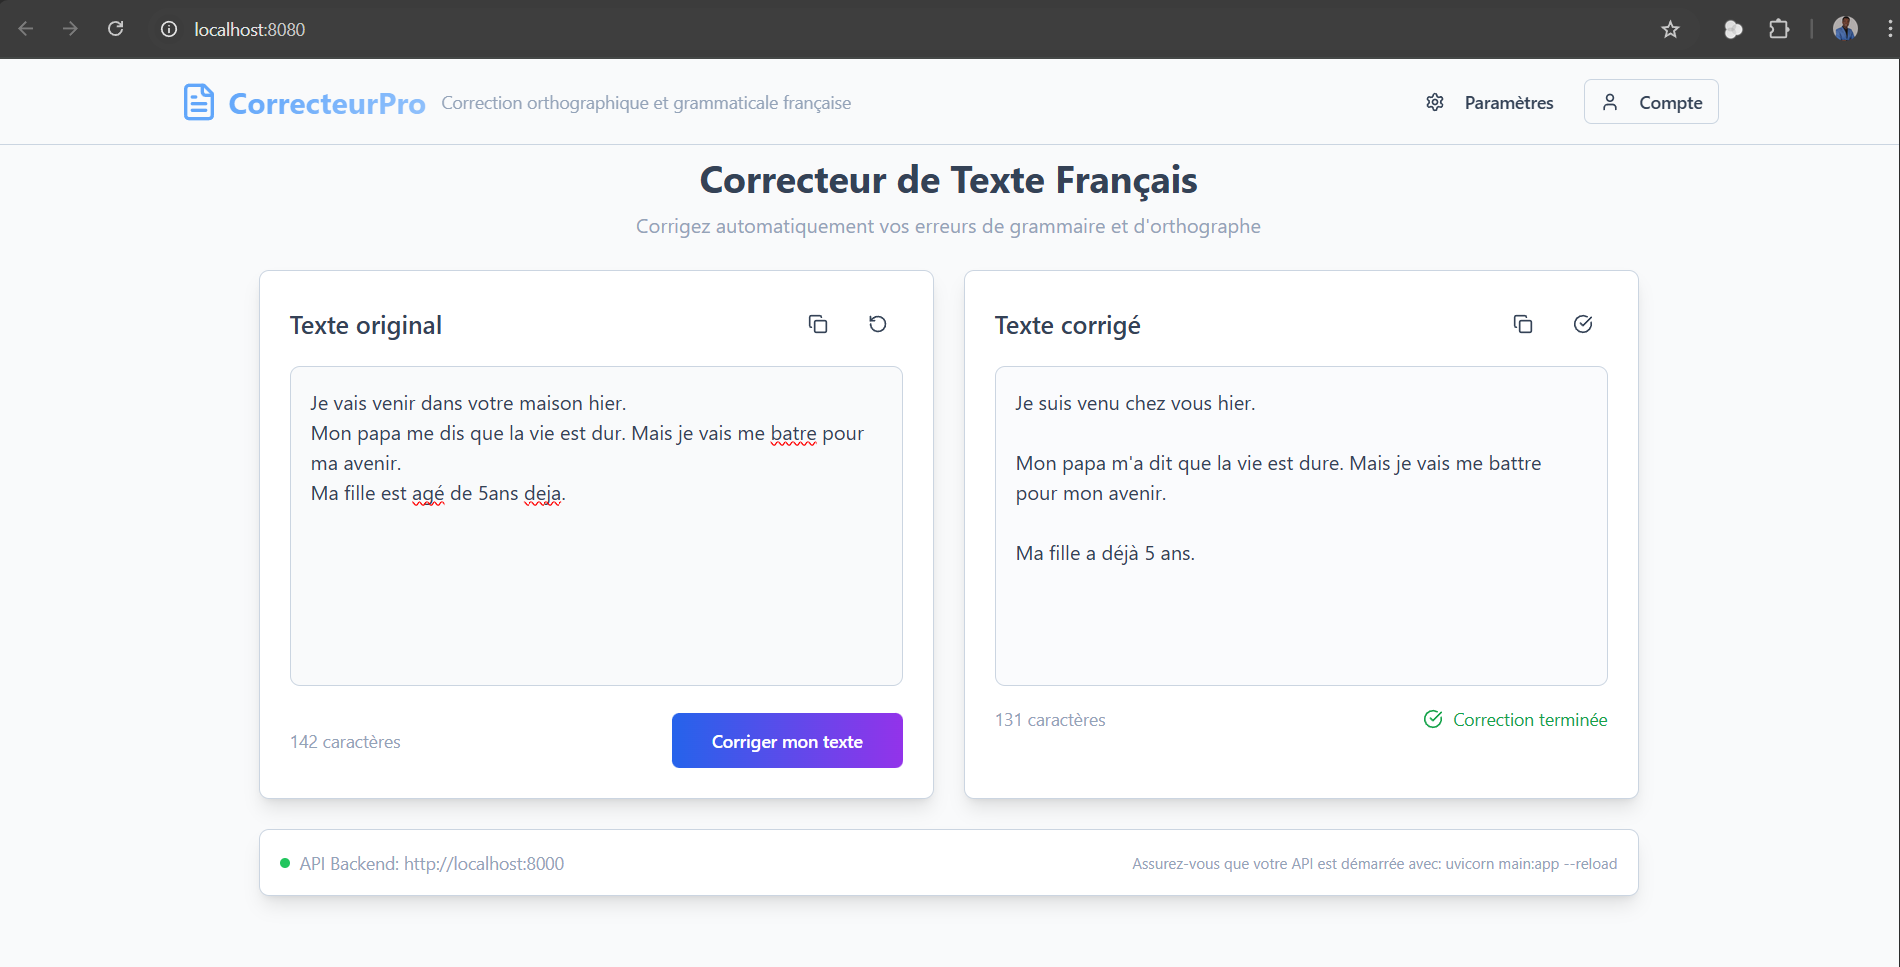 localhost:8080
CorrecteurPro Correction orthographique et grammaticale française
Paramètres
Compte
Correcteur de Texte Français
Corrigez automatiquement vos erreurs de grammaire et d'orthographe
Texte original
Je vais venir dans votre maison hier.
Mon papa me dis que la vie est dur. Mais je vais me batre pour
ma avenir.
Ma fille est agé de 5ans deja.
142 caractères
Corriger mon texte
Texte corrigé
Je suis venu chez vous hier.
Mon papa m'a dit que la vie est dure. Mais je vais me battre
pour mon avenir.
Ma fille a déjà 5 ans.
131 caractères
Correction terminée
API Backend: http://localhost:8000
Assurez-vous que votre API est démarrée avec: uvicorn main:app --reload